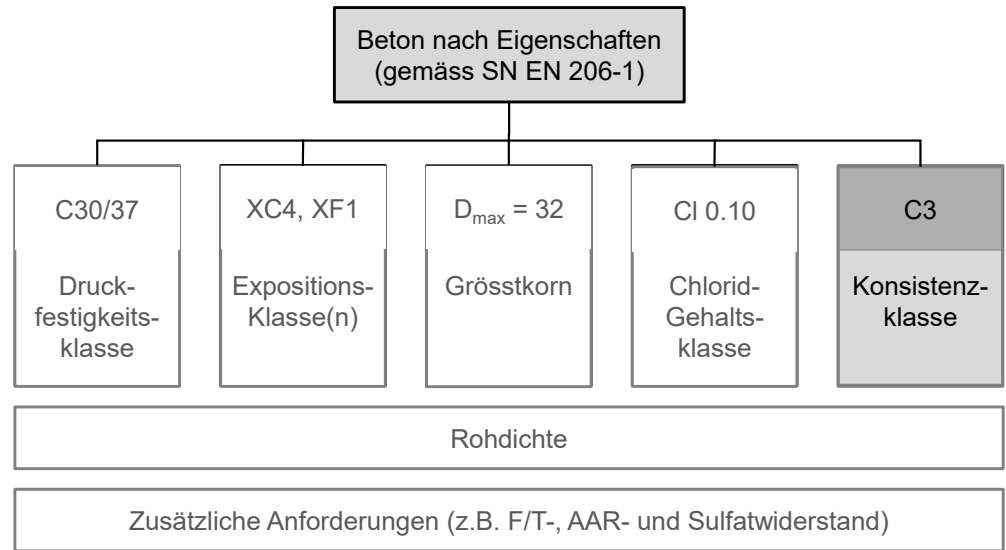 Beton nach Eigenschaften
(gemäss SN EN 206-1)
C30/37
XC4, XF1
Dmax = 32
Cl 0.10
C3
Druck-
festigkeits-
klasse
Expositions-
Klasse(n)
Grösstkorn
Chlorid-
Gehalts-
klasse
Konsistenz-
klasse
Rohdichte
Zusätzliche Anforderungen (z.B. F/T-, AAR- und Sulfatwiderstand)